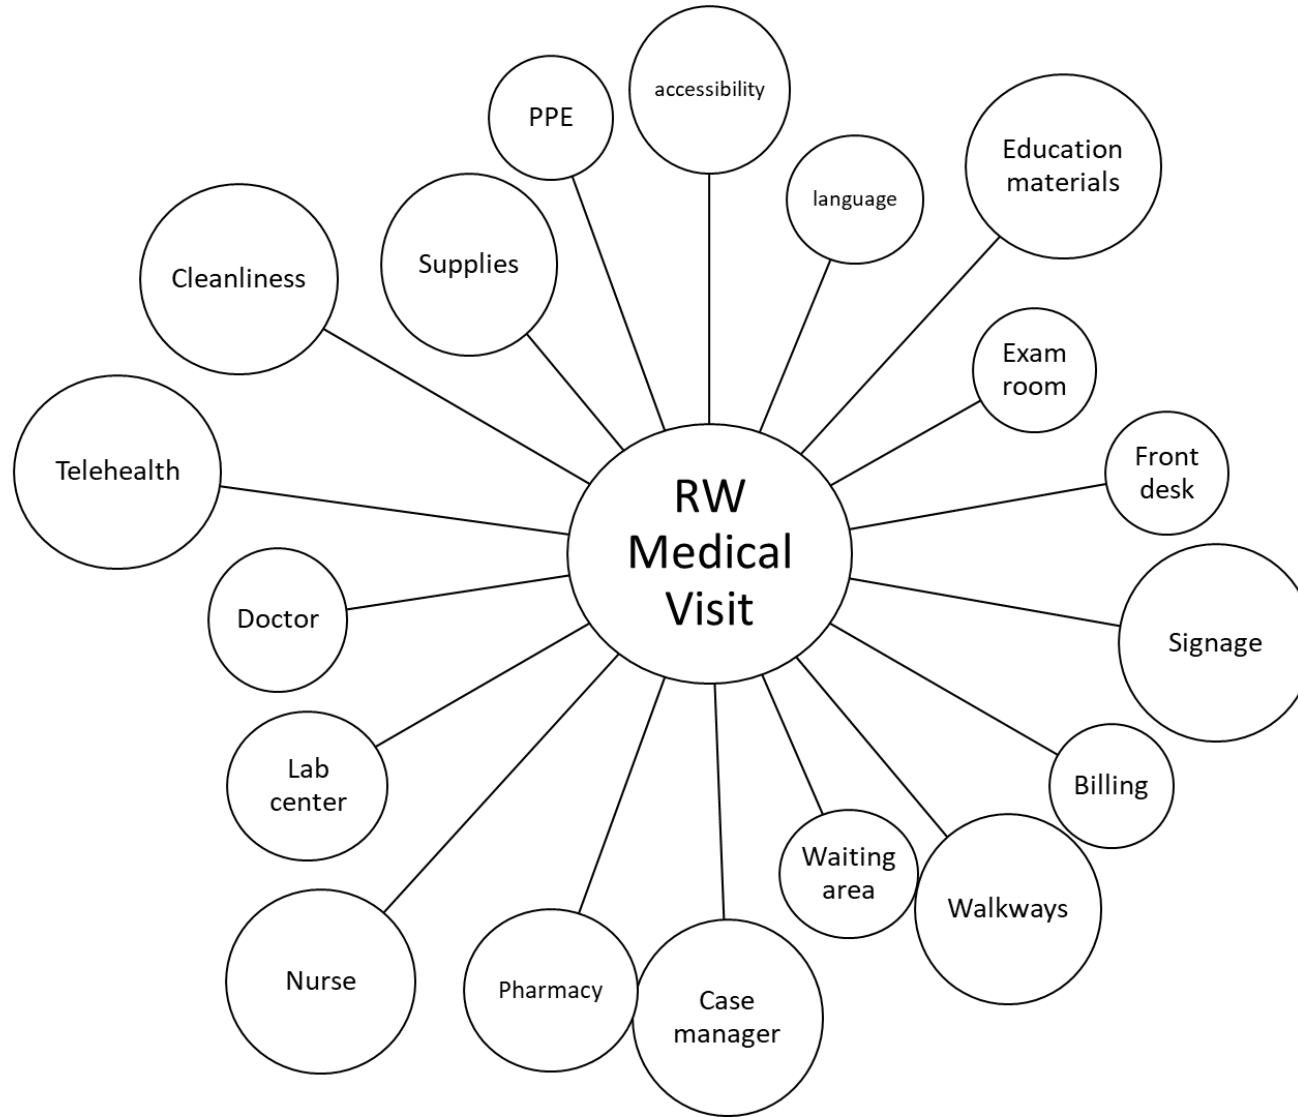 accessibility
PPE
Education
materials
language
Supplies
Cleanliness
Exam
room
Telehealth
Front
desk
RW
Medical
Visit
Doctor
Signage
Lab
center
Billing
Waiting
area
Walkways
Nurse
Pharmacy
Case
manager